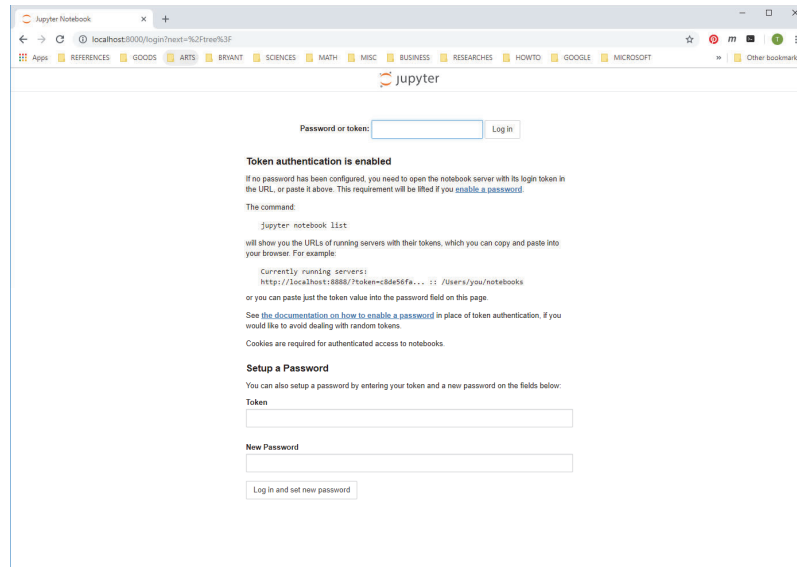 Jupyter Notebook
localhost:8000/login?next=%2Ftree%3F
Apps REFERENCES GOODS ARTS BRYANT SCIENCES MATH MISC BUSINESS RESEARCHES HOWTO GOOGLE MICROSOFT » Other bookmark
jupyter
Password or token: Log in
Token authentication is enabled
If no password has been configured, you need to open the notebook server with its login token in
the URL, or paste it above. This requirement will be lifted if you enable a password.
The command:
jupyter notebook list
will show you the URLs of running servers with their tokens, which you can copy and paste into
your browser. For example:
Currently running servers:
http://localhost:8888/?token=c8de56fa... :: /Users/you/notebooks
or you can paste just the token value into the password field on this page.
See the documentation on how to enable a password in place of token authentication, if you
would like to avoid dealing with random tokens.
Cookies are required for authenticated access to notebooks.
Setup a Password
You can also setup a password by entering your token and a new password on the fields below:
Token
New Password
Log in and set new password